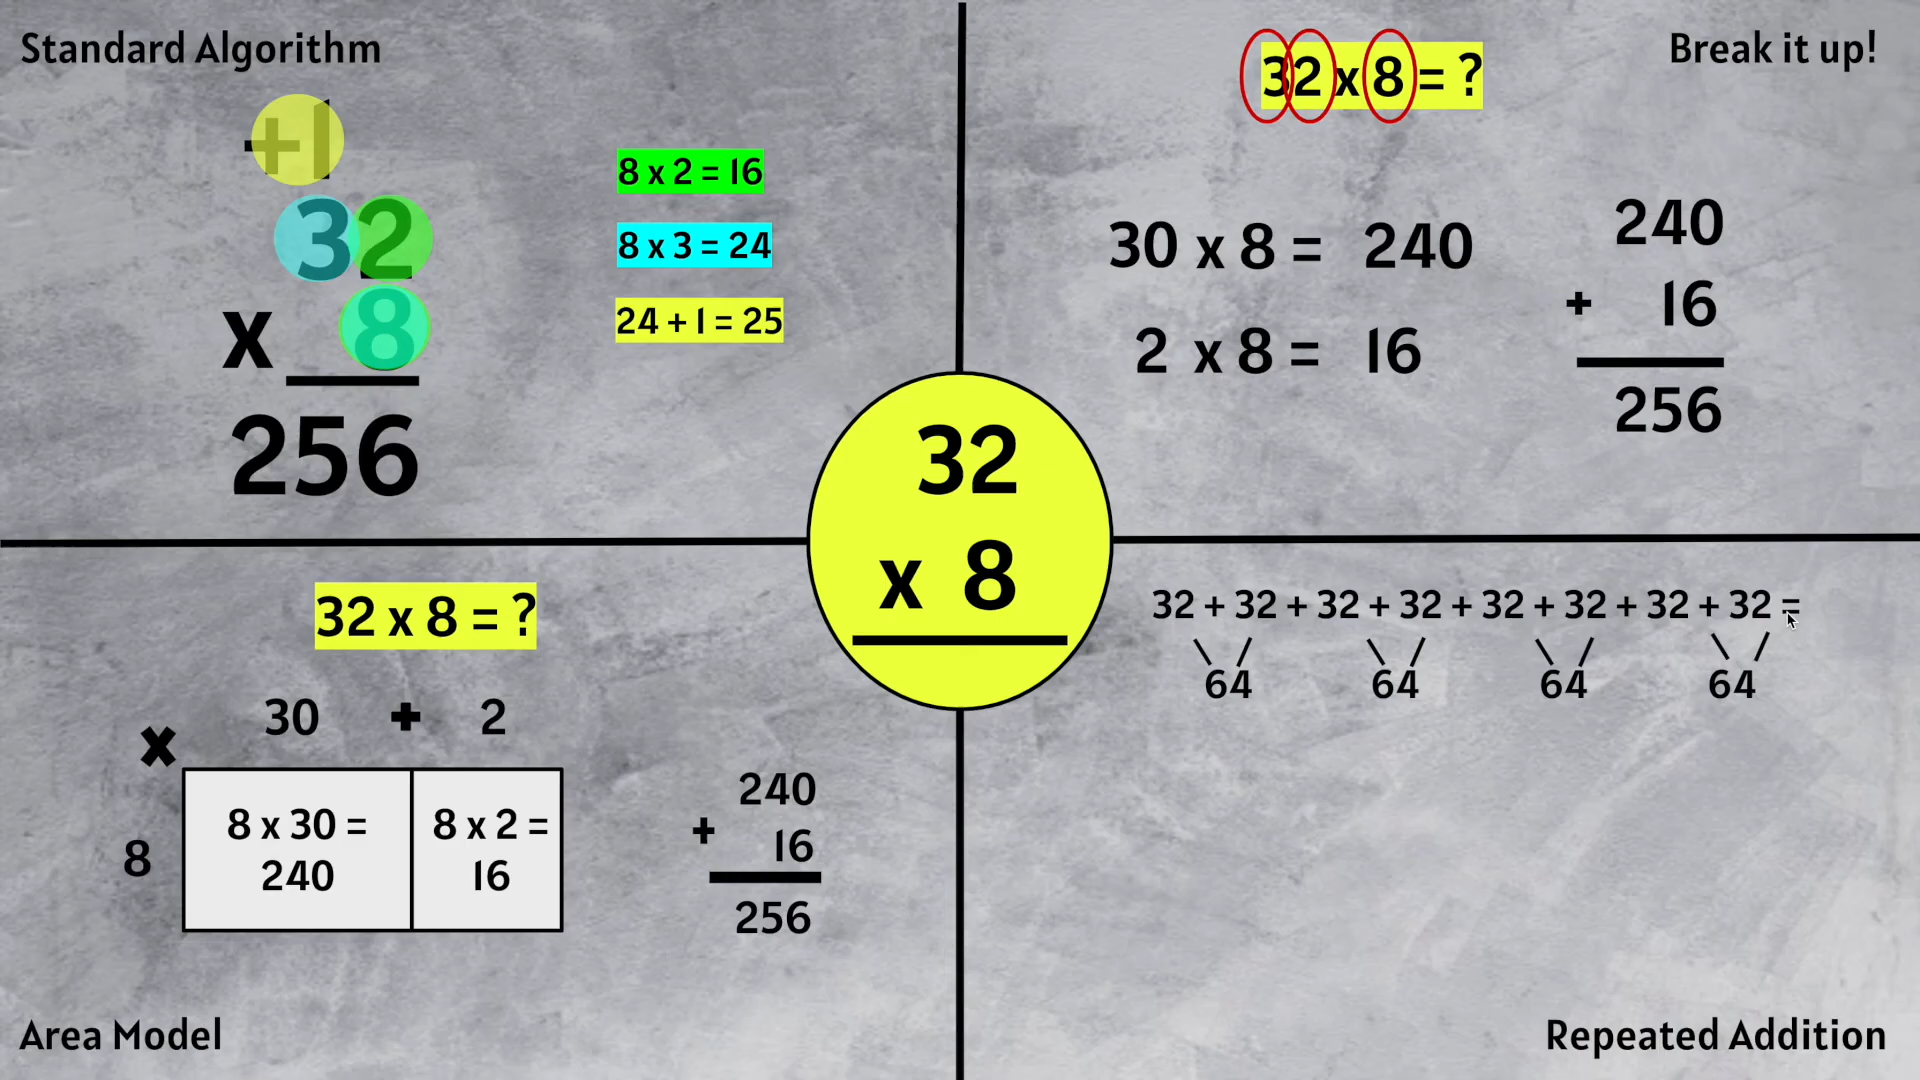 Standard Algorithm
+1
32
x 8
256
8 x 2 = 16
8 x 3 = 24
24 + 1 = 25
Break it up!
32 x 8 = ?
30 x 8 = 240
2 x 8 = 16
240
+ 16
256
32
x 8
32 x 8 = ?
x 30 + 2
8
8 x 30 =
240
8 x 2 =
16
240
+ 16
256
Area Model
32 + 32 + 32 + 32 + 32 + 32 + 32 + 32 =
\ / \ / \ / \ /
64 64 64 64
Repeated Addition